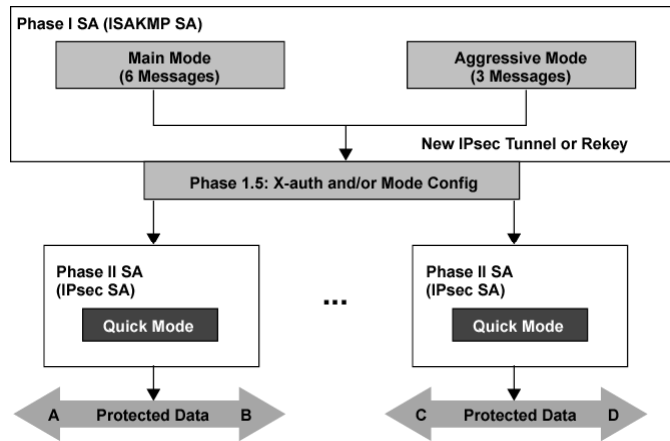 Phase I SA (ISAKMP SA)
Main Mode
(6 Messages)
Aggressive Mode
(3 Messages)
New IPsec Tunnel or Rekey
Phase 1.5: X-auth and/or Mode Config
Phase II SA
(IPsec SA)
Quick Mode
...
Phase II SA
(IPsec SA)
Quick Mode
A Protected Data B
C Protected Data D